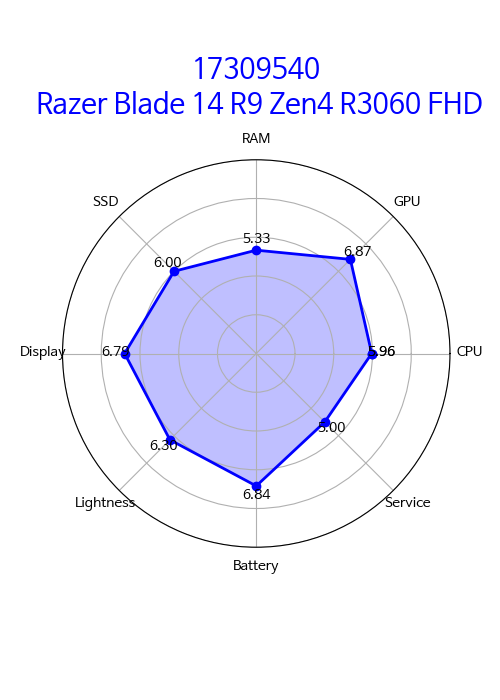 17309540
Razer Blade 14 R9 Zen4 R3060 FHD
RAM
SSD
GPU
5.33
6.00
6.87
Display
6.79
5.96
CPU
6.30
5.00
6.84
Lightness
Service
Battery